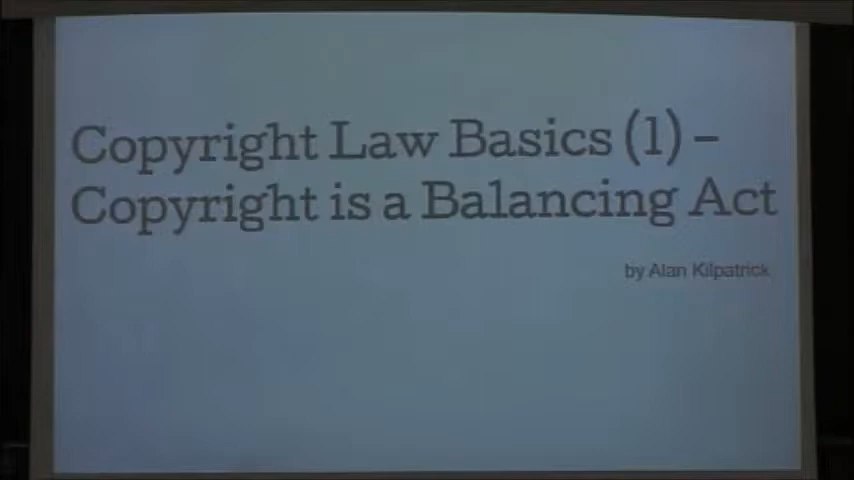 Copyright Law Basics (1) –
Copyright is a Balancing Act
by Alan Kilpatrick